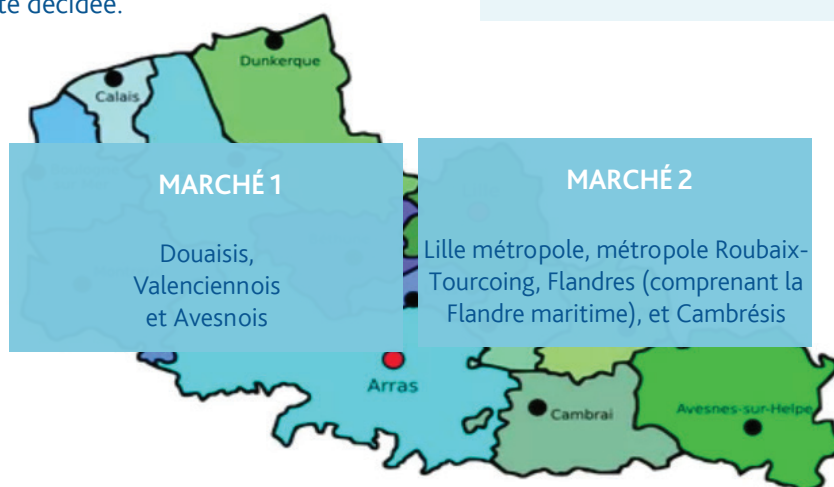 té décidée.
Dunkerque
Calais
MARCHÉ 1
Douaisis,
Valenciennois
et Avesnois
MARCHÉ 2
Lille métropole, métropole Roubaix-
Tourcoing, Flandres (comprenant la
Flandre maritime), et Cambrésis
Arras
Cambrai
Avesnes-sur-Helpe